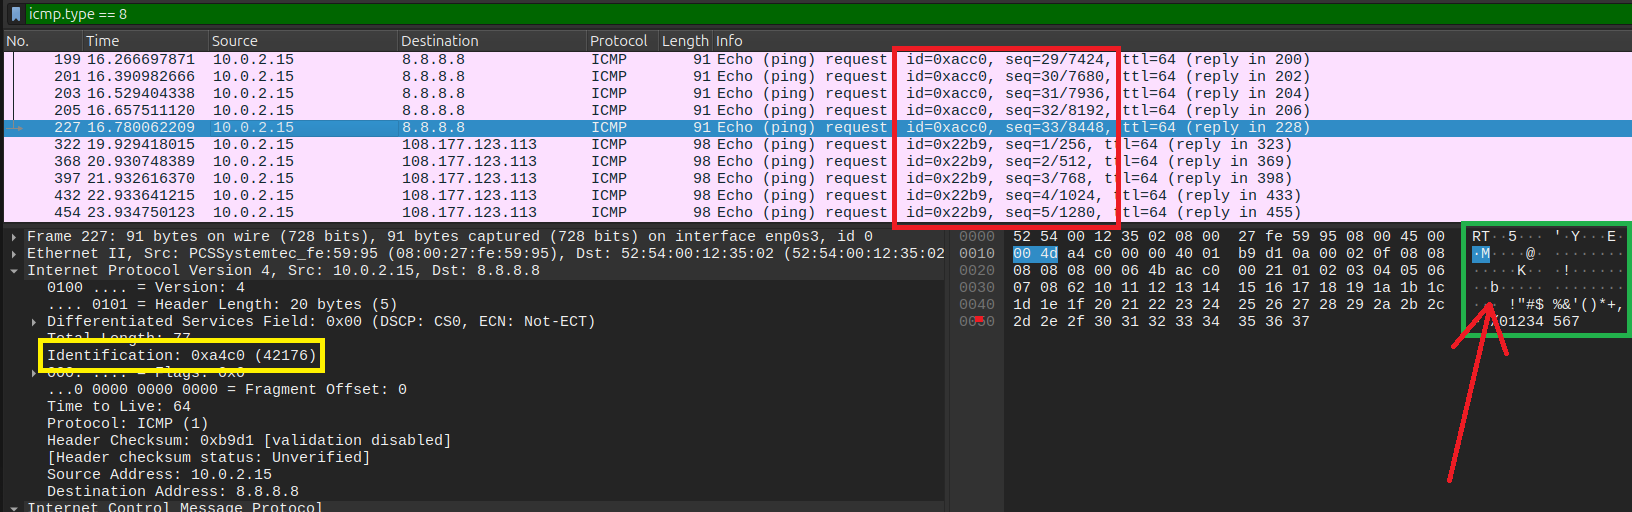 icmp.type == 8
No. Time Source Destination Protocol Length Info
199 16.266697871 10.0.2.15 8.8.8.8 ICMP 91 Echo (ping) request id=0xacc0, seq=29/7424, ttl=64 (reply in 200)
201 16.390982666 10.0.2.15 8.8.8.8 ICMP 91 Echo (ping) request id=0xacc0, seq=30/7680, ttl=64 (reply in 202)
203 16.529404338 10.0.2.15 8.8.8.8 ICMP 91 Echo (ping) request id=0xacc0, seq=31/7936, ttl=64 (reply in 204)
205 16.657511120 10.0.2.15 8.8.8.8 ICMP 91 Echo (ping) request id=0xacc0, seq=32/8192, ttl=64 (reply in 206)
227 16.780062209 10.0.2.15 8.8.8.8 ICMP 91 Echo (ping) request id=0xacc0, seq=33/8448, ttl=64 (reply in 228)
322 19.929418015 10.0.2.15 108.177.123.113 ICMP 98 Echo (ping) request id=0x22b9, seq=1/256, ttl=64 (reply in 323)
368 20.930748389 10.0.2.15 108.177.123.113 ICMP 98 Echo (ping) request id=0x22b9, seq=2/512, ttl=64 (reply in 369)
397 21.932616370 10.0.2.15 108.177.123.113 ICMP 98 Echo (ping) request id=0x22b9, seq=3/768, ttl=64 (reply in 398)
432 22.933641215 10.0.2.15 108.177.123.113 ICMP 98 Echo (ping) request id=0x22b9, seq=4/1024, ttl=64 (reply in 433)
454 23.934750123 10.0.2.15 108.177.123.113 ICMP 98 Echo (ping) request id=0x22b9, seq=5/1280, ttl=64 (reply in 455)
Frame 227: 91 bytes on wire (728 bits), 91 bytes captured (728 bits) on interface enp0s3, id 0
Ethernet II, Src: PCSSystemtec_fe:59:95 (08:00:27:fe:59:95), Dst: 52:54:00:12:35:02 (52:54:00:12:35:02
Internet Protocol Version 4, Src: 10.0.2.15, Dst: 8.8.8.8
0100 .... = Version: 4
.... 0101 = Header Length: 20 bytes (5)
Differentiated Services Field: 0x00 (DSCP: CS0, ECN: Not-ECT)
Total Length: 77
Identification: 0xa4c0 (42176)
000. .... = Flags: 0x0
...0 0000 0000 0000 = Fragment Offset: 0
Time to Live: 64
Protocol: ICMP (1)
Header Checksum: 0xb9d1 [validation disabled]
[Header checksum status: Unverified]
Source Address: 10.0.2.15
Destination Address: 8.8.8.8
Internet Control Message Protocol
0000 52 54 00 12 35 02 08 00 27 fe 59 95 08 00 45 00 RT··5··· '·Y···E·
0010 00 4d a4 c0 00 00 40 01 b9 d1 0a 00 02 0f 08 08 ·M····@· ········
0020 08 08 08 00 06 4b ac c0 00 21 01 02 03 04 05 06 ·····K·· ·!······
0030 07 08 62 10 11 12 13 14 15 16 17 18 19 1a 1b 1c ··b····· ········
0040 1d 1e 1f 20 21 22 23 24 25 26 27 28 29 2a 2b 2c ··· !"#$ %&'()*+,
0050 2d 2e 2f 30 31 32 33 34 35 36 37 /01234 567